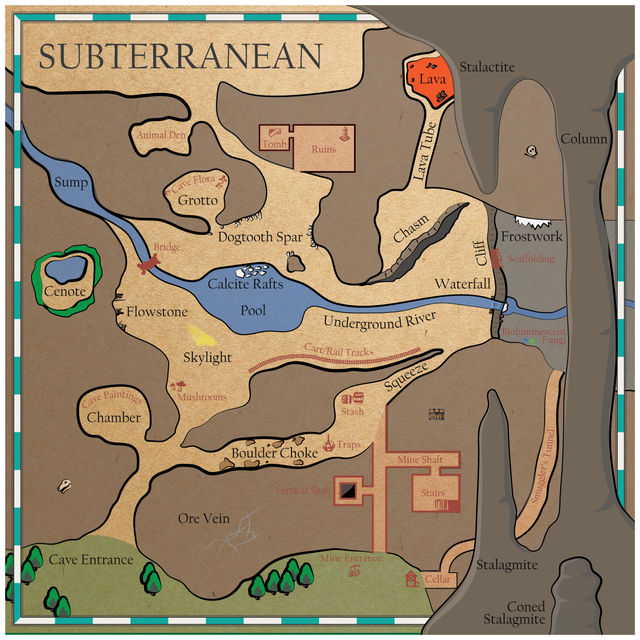 SUBTERRANEAN
Stalactite
Lava
Column
Animal Den
Tomb
Ruins
Lava Tube
Sump
Cave Flora
Grotto
Chasm
Dogtooth Spar
Frostwork
Bridge
Cliff
Scaffolding
Cenote
Calcite Rafts
Waterfall
Flowstone
Pool
Underground River
Bioluminescent
Fungi
Skylight
Cart/Rail Tracks
Squeeze
Cave Paintings
Mushrooms
Chamber
Stash
Traps
Boulder Choke
Mine Shaft
Smuggler's Tunnel
Vertical Shaft
Stairs
Ore Vein
Cave Entrance
Mine Entrance
Stalagmite
Cellar
Coned
Stalagmite